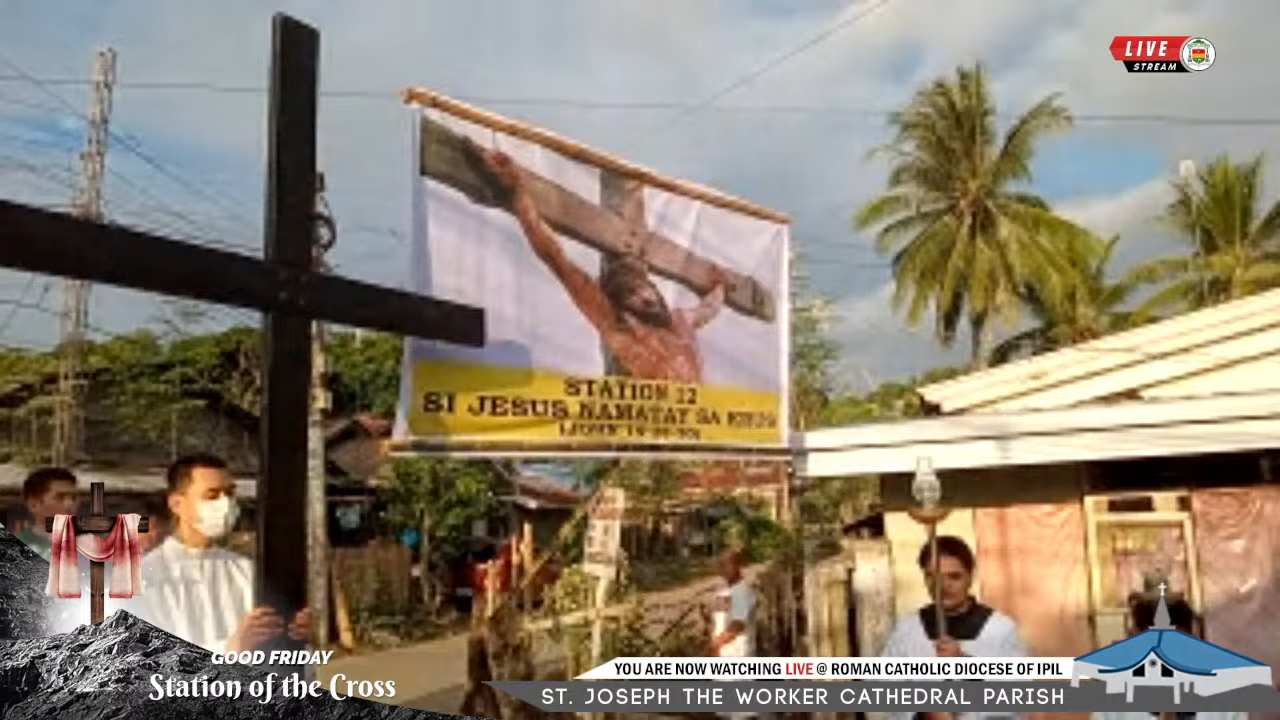 LIVE
STREAM
STATION 12
SI JESUS NAMATAY SA KRUS
GOOD FRIDAY
Station of the Cross
YOU ARE NOW WATCHING LIVE @ ROMAN CATHOLIC DIOCESE OF IPIL
ST. JOSEPH THE WORKER CATHEDRAL PARISH